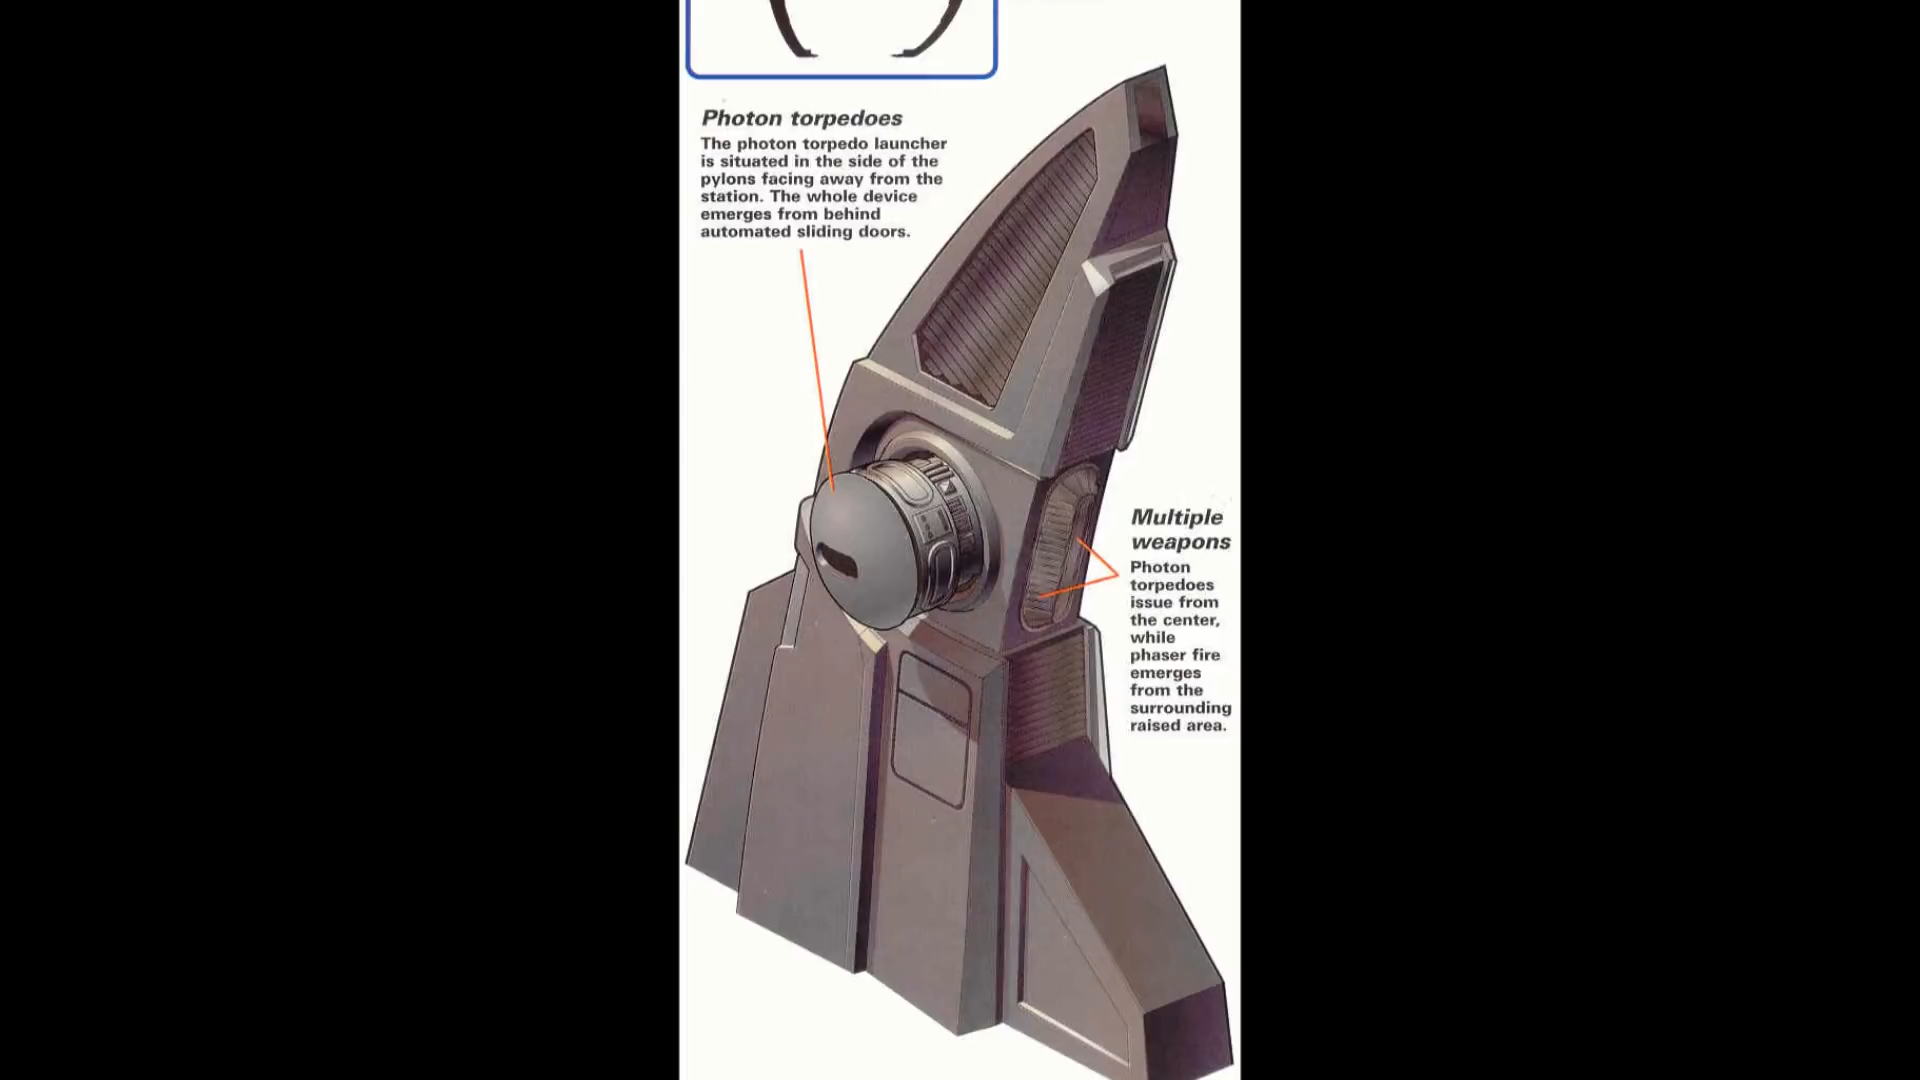 Photon torpedoes
The photon torpedo launcher
is situated in the side of the
pylons facing away from the
station. The whole device
emerges from behind
automated sliding doors.
Multiple
weapons
Photon
torpedoes
issue from
the center,
while
phaser fire
emerges
from the
surrounding
raised area.